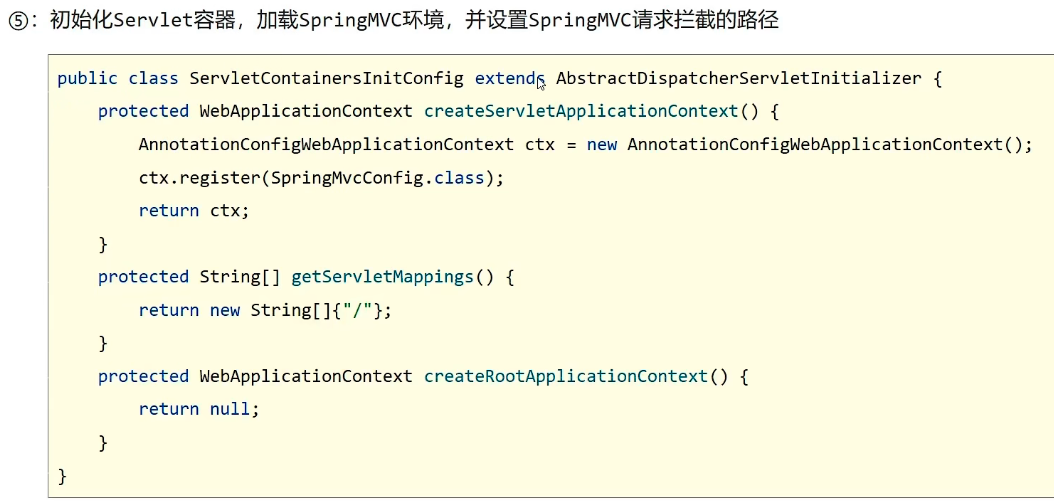 ⑤: 初始化Servlet容器，加载SpringMVC环境，并设置SpringMVC请求拦截的路径
public class ServletContainersInitConfig extends AbstractDispatcherServletInitializer {
    protected WebApplicationContext createServletApplicationContext() {
        AnnotationConfigWebApplicationContext ctx = new AnnotationConfigWebApplicationContext();
        ctx.register(SpringMvcConfig.class);
        return ctx;
    }
    protected String[] getServletMappings() {
        return new String[]{"/"};
    }
    protected WebApplicationContext createRootApplicationContext() {
        return null;
    }
}